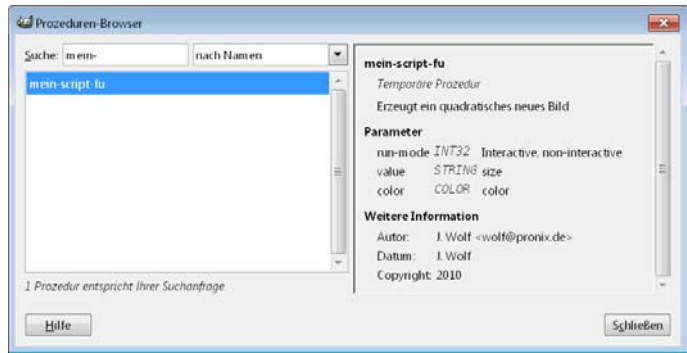 Prozeduren-Browser
Suche: mein- nach Namen
mein-script-fu
1 Prozedur entspricht Ihrer Suchanfrage
mein-script-fu
Temporäre Prozedur
Erzeugt ein quadratisches neues Bild
Parameter
run-mode INT32 Interactive, non-interactive
value STRING size
color COLOR color
Weitere Information
Autor: J. Wolf <wolf@pronix.de>
Datum: J. Wolf
Copyright: 2010
Hilfe
Schließen